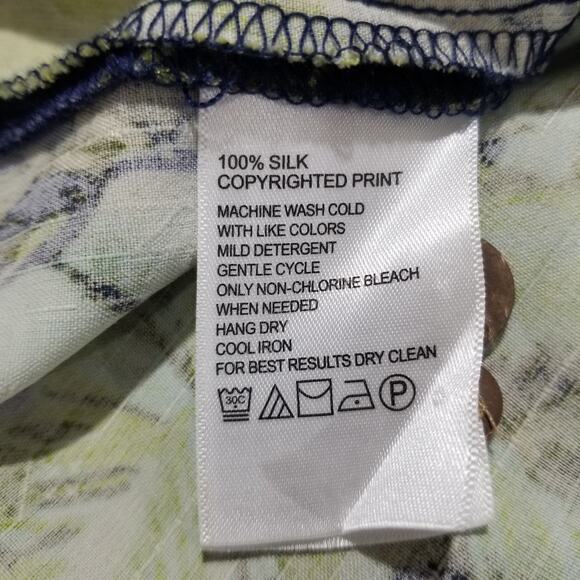 100% SILK
COPYRIGHTED PRINT
MACHINE WASH COLD
WITH LIKE COLORS
MILD DETERGENT
GENTLE CYCLE
ONLY NON-CHLORINE BLEACH
WHEN NEEDED
HANG DRY
COOL IRON
FOR BEST RESULTS DRY CLEAN
30C P